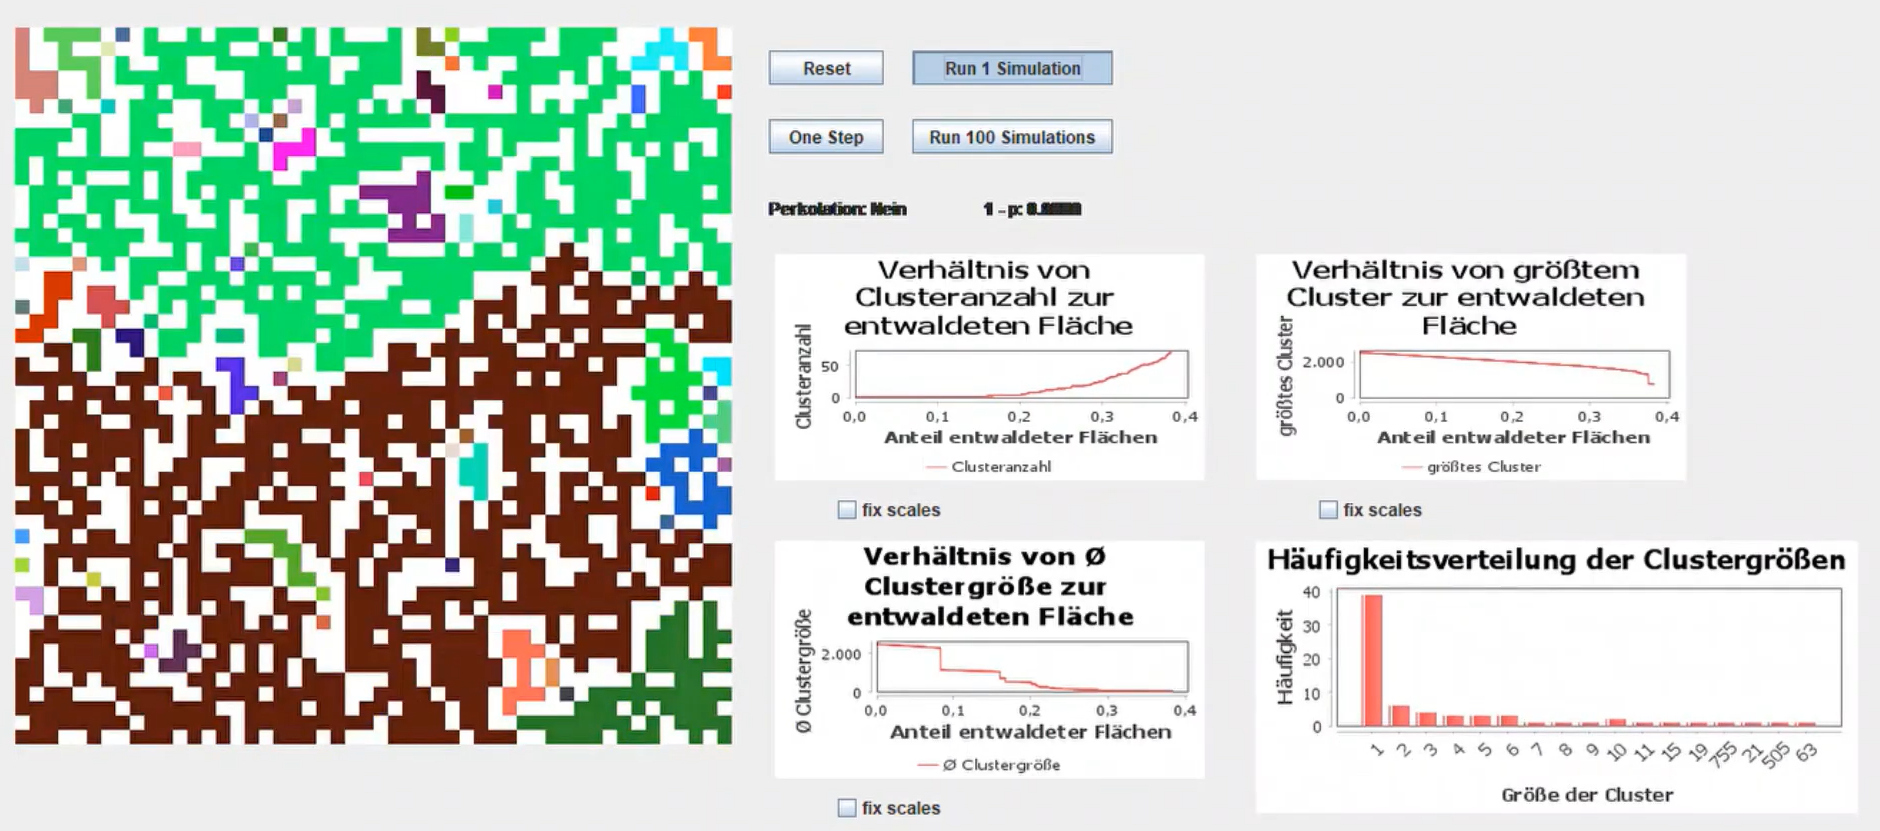 Reset
Run 1 Simulation
One Step
Run 100 Simulations
Perkolation: Nein
1 - p:
Verhältnis von
Clusteranzahl zur
entwaldeten Fläche
Clusteranzahl
50
0
0,0 0,1 0,2 0,3 0,4
Anteil entwaldeter Flächen
Clusteranzahl
fix scales
Verhältnis von größtem
Cluster zur entwaldeten
Fläche
größtes Cluster
2.000
0
0,0 0,1 0,2 0,3 0,4
Anteil entwaldeter Flächen
größtes Cluster
fix scales
Verhältnis von Ø
Clustergröße zur
entwaldeten Fläche
Ø Clustergröße
2.000
0
0,0 0,1 0,2 0,3 0,4
Anteil entwaldeter Flächen
Ø Clustergröße
fix scales
Häufigkeitsverteilung der Clustergrößen
Häufigkeit
40
30
20
10
0
1 2 3 4 5 6 7 8 9 10 11 15 19 755 21 505 63
Größe der Cluster